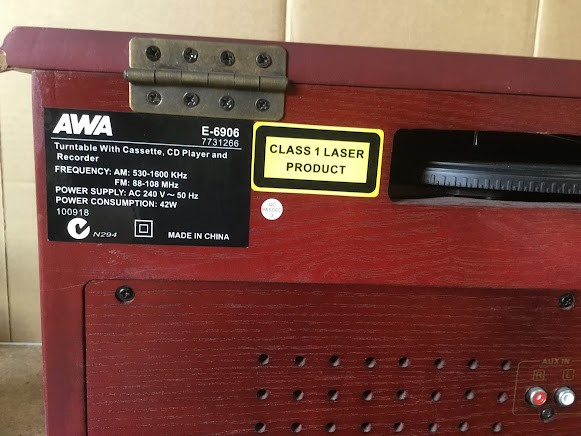 AWA
E-6906
7731266
Turntable With Cassette, CD Player and
Recorder
FREQUENCY: AM: 530-1600 KHz
FM: 88-108 MHz
POWER SUPPLY: AC 240 V ~ 50 Hz
POWER CONSUMPTION: 42W
100918
N294
MADE IN CHINA
CLASS 1 LASER
PRODUCT
QC
PASSED
AUX IN
R L